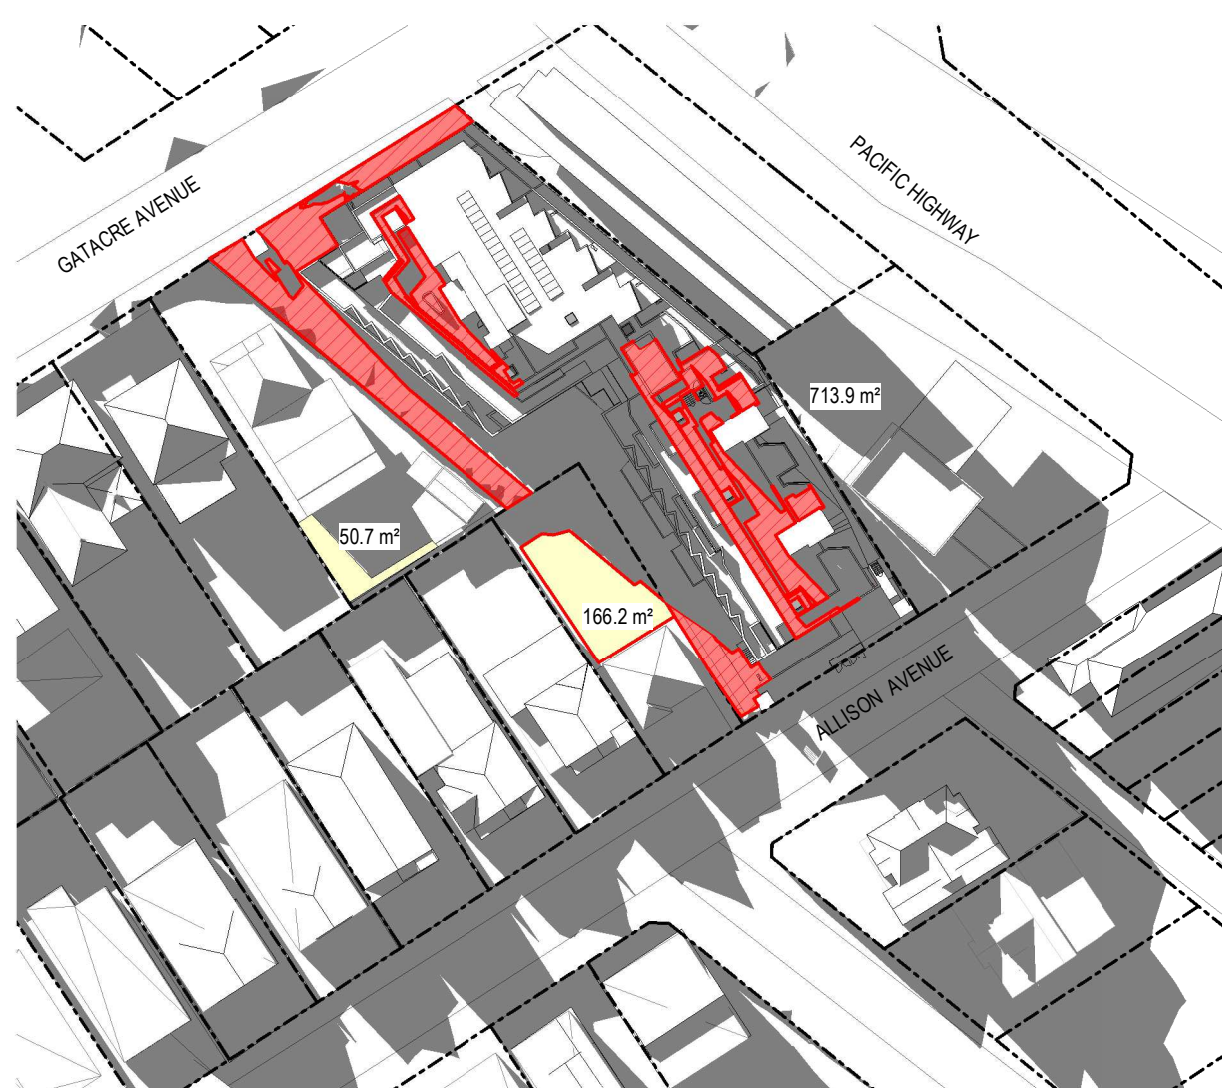 PACIFIC HIGHWAY
GATACRE AVENUE
713.9 m²
50.7 m²
166.2 m²
ALLISON AVENUE